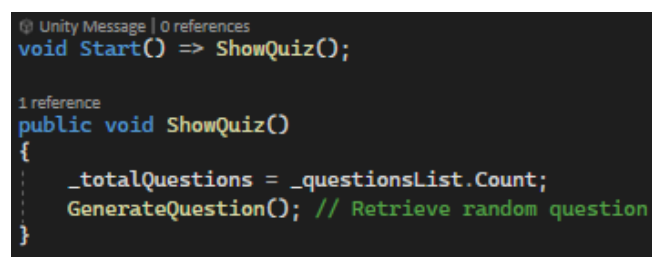 Unity Message | 0 references
void Start() => ShowQuiz();
1 reference
public void ShowQuiz()
{
_totalQuestions = _questionsList.Count;
GenerateQuestion(); // Retrieve random question
}